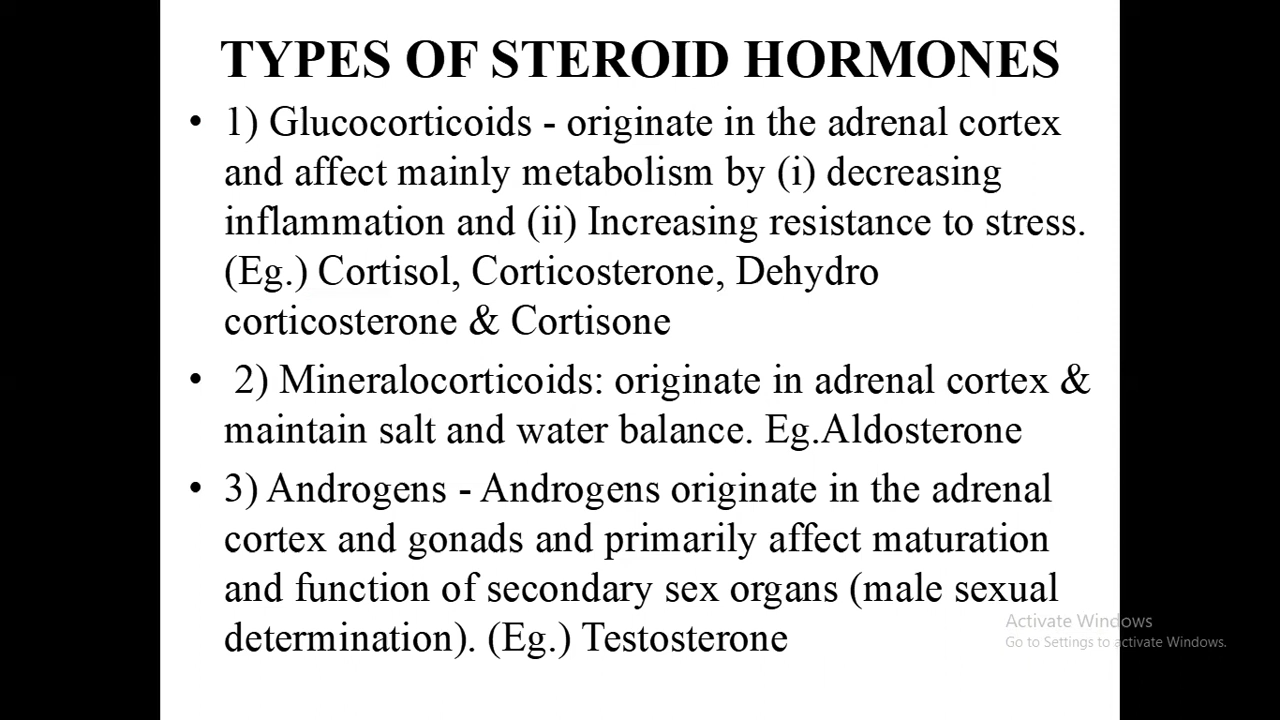 TYPES OF STEROID HORMONES
• 1) Glucocorticoids - originate in the adrenal cortex
and affect mainly metabolism by (i) decreasing
inflammation and (ii) Increasing resistance to stress.
(Eg.) Cortisol, Corticosterone, Dehydro
corticosterone & Cortisone
• 2) Mineralocorticoids: originate in adrenal cortex &
maintain salt and water balance. Eg.Aldosterone
• 3) Androgens - Androgens originate in the adrenal
cortex and gonads and primarily affect maturation
and function of secondary sex organs (male sexual
determination). (Eg.) Testosterone
Activate Windows
Go to Settings to activate Windows.